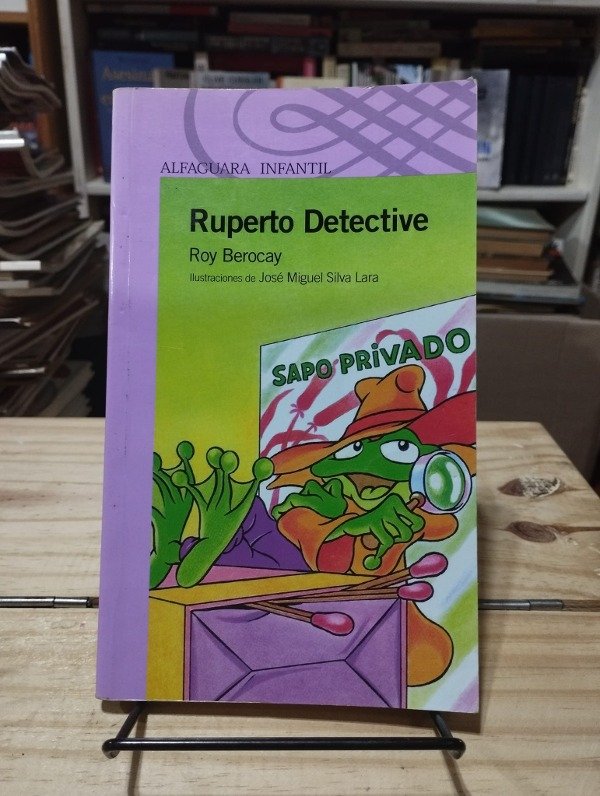 ALFAGUARA INFANTIL
Ruperto Detective
Roy Berocay
Ilustraciones de José Miguel Silva Lara
SAPO PRIVADO